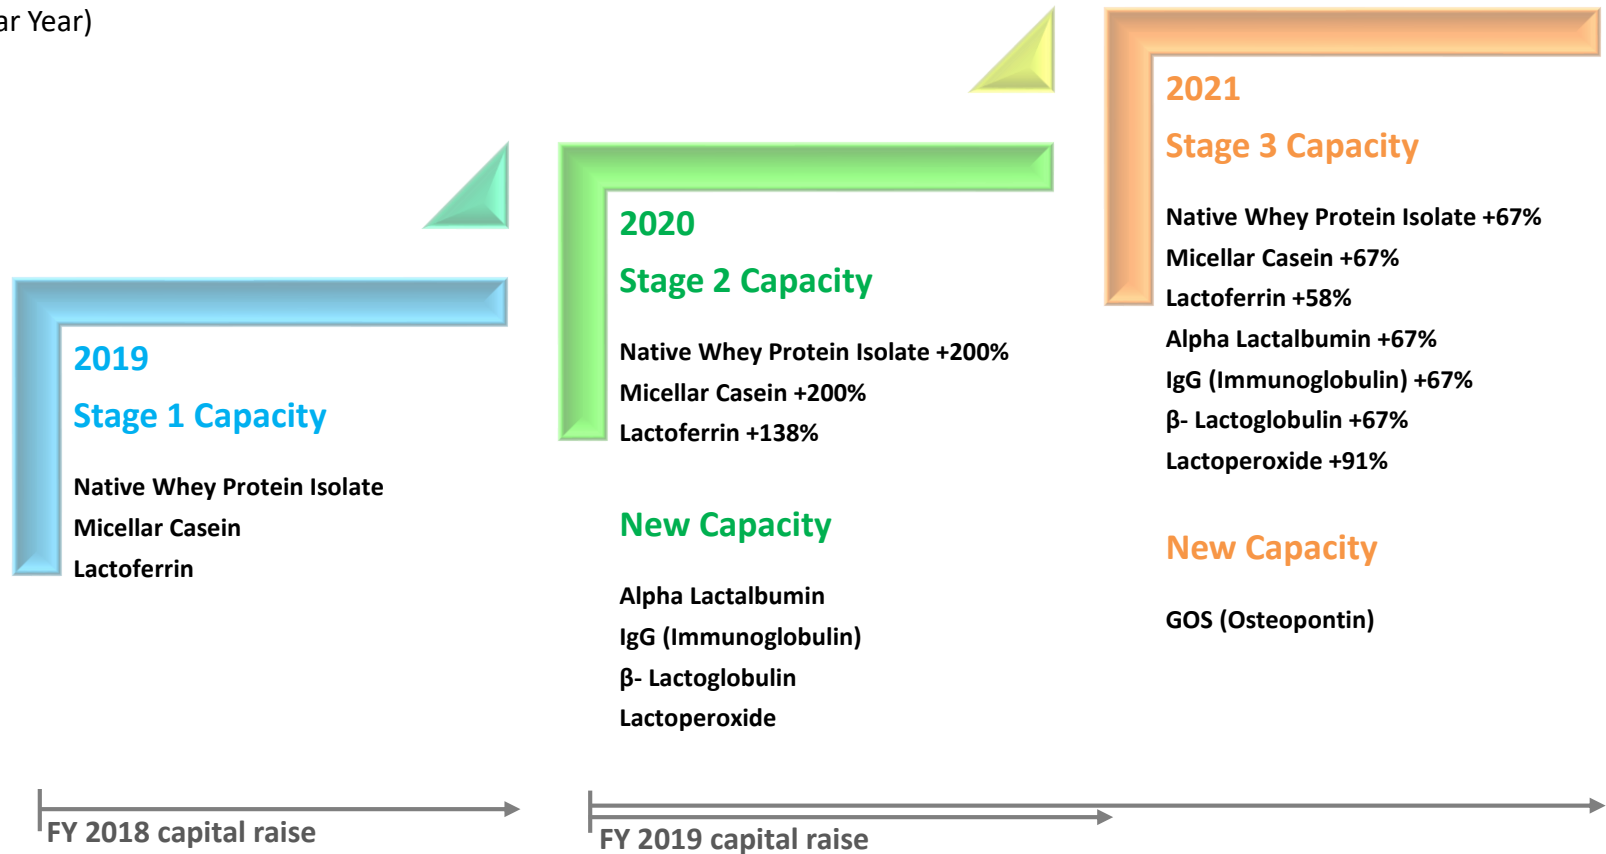 ar Year)
2019
Stage 1 Capacity
Native Whey Protein Isolate
Micellar Casein
Lactoferrin
2020
Stage 2 Capacity
Native Whey Protein Isolate +200%
Micellar Casein +200%
Lactoferrin +138%
New Capacity
Alpha Lactalbumin
IgG (Immunoglobulin)
β- Lactoglobulin
Lactoperoxide
2021
Stage 3 Capacity
Native Whey Protein Isolate +67%
Micellar Casein +67%
Lactoferrin +58%
Alpha Lactalbumin +67%
IgG (Immunoglobulin) +67%
β- Lactoglobulin +67%
Lactoperoxide +91%
New Capacity
GOS (Osteopontin)
FY 2018 capital raise
FY 2019 capital raise